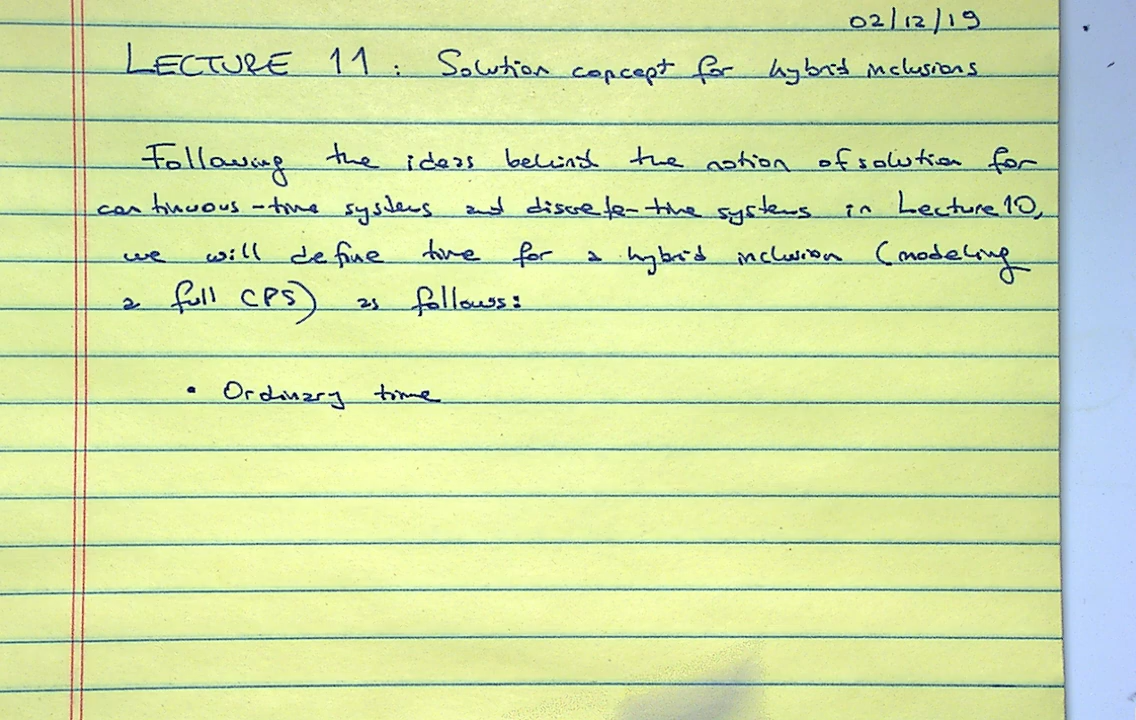 02/12/19
LECTURE 11: Solution concept for hybrid inclusions
Following the ideas behind the notion of solution for
continuous-time systems and discrete-time systems in Lecture 10,
we will define time for a hybrid inclusion (modeling
a full CPS) as follows:
• Ordinary time